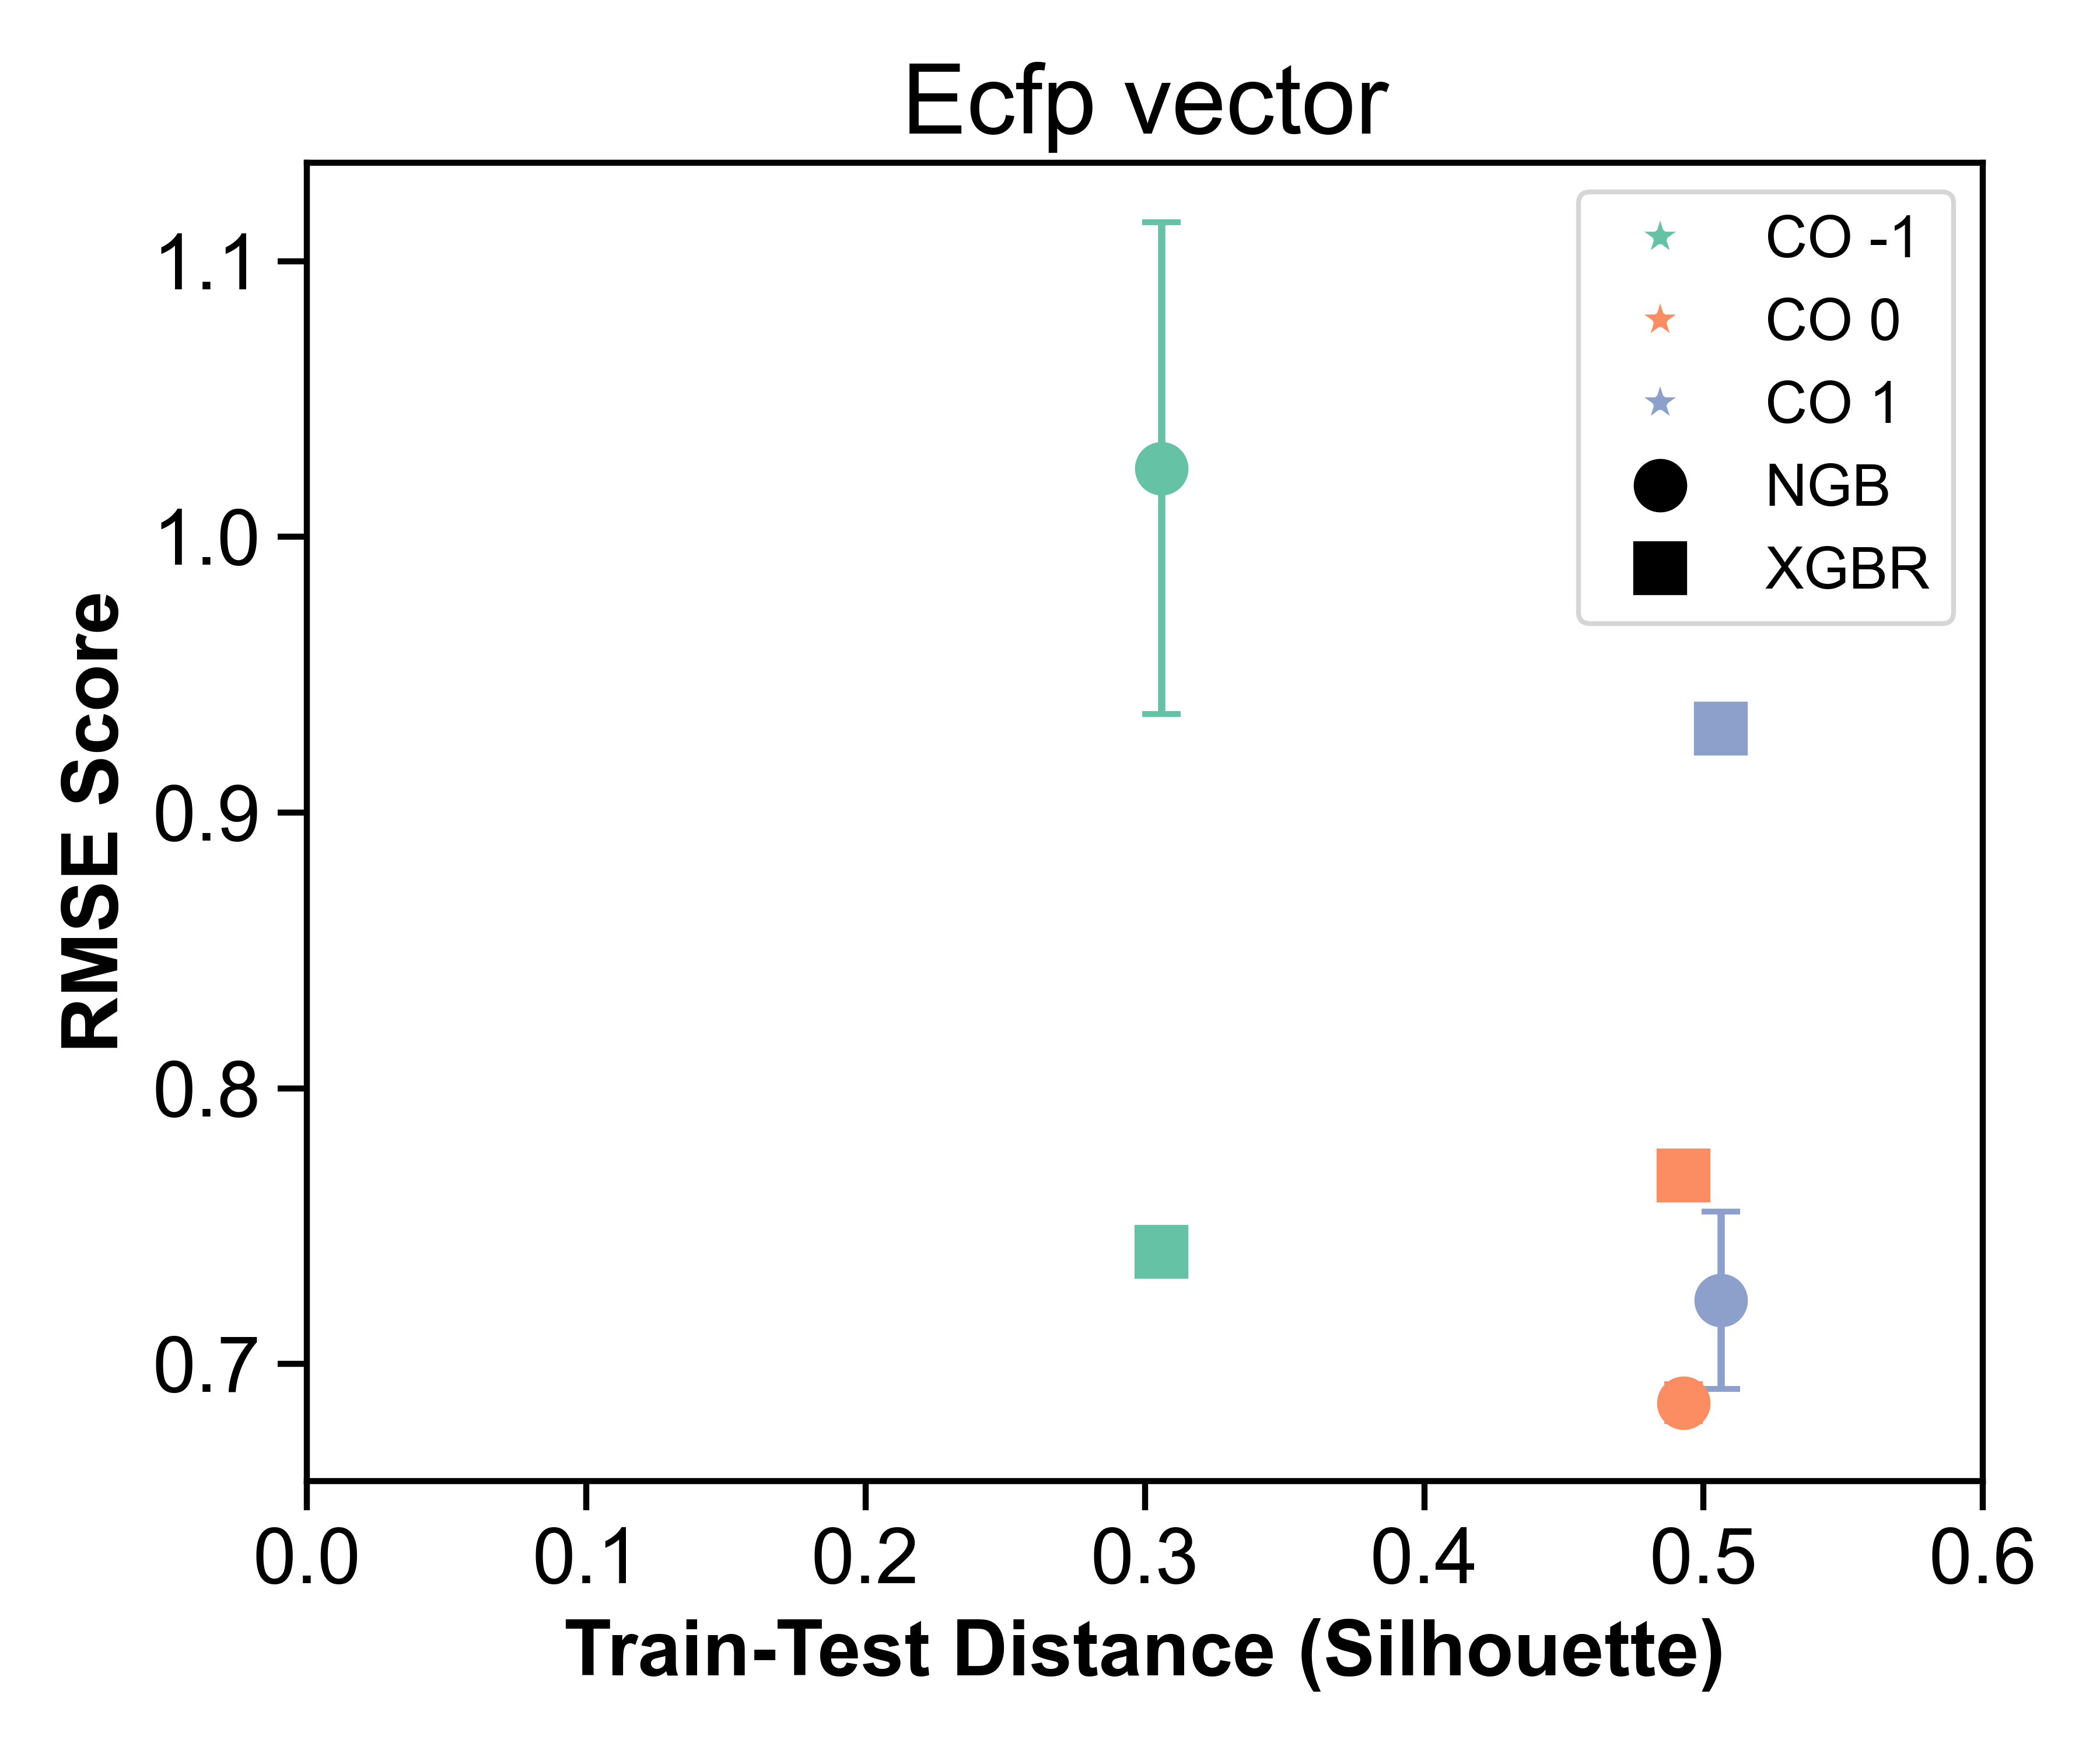 Ecfp vector
CO -1
CO 0
CO 1
NGB
XGBR
RMSE Score
1.1
1.0
0.9
0.8
0.7
0.0 0.1 0.2 0.3 0.4 0.5 0.6
Train-Test Distance (Silhouette)